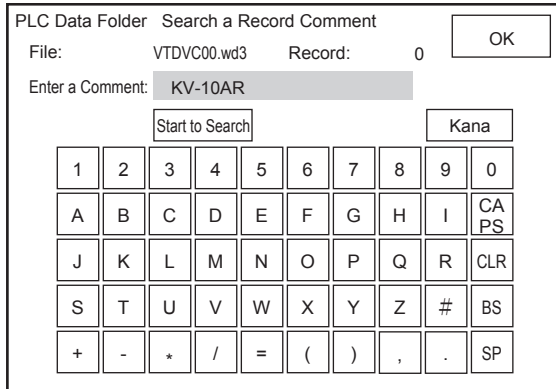 PLC Data Folder Search a Record Comment
OK
File: VTDVC00.wd3 Record: 0
Enter a Comment: KV-10AR
Start to Search Kana
1 2 3 4 5 6 7 8 9 0
A B C D E F G H I CA PS
J K L M N O P Q R CLR
S T U V W X Y Z # BS
+ - * / = ( ) , . SP